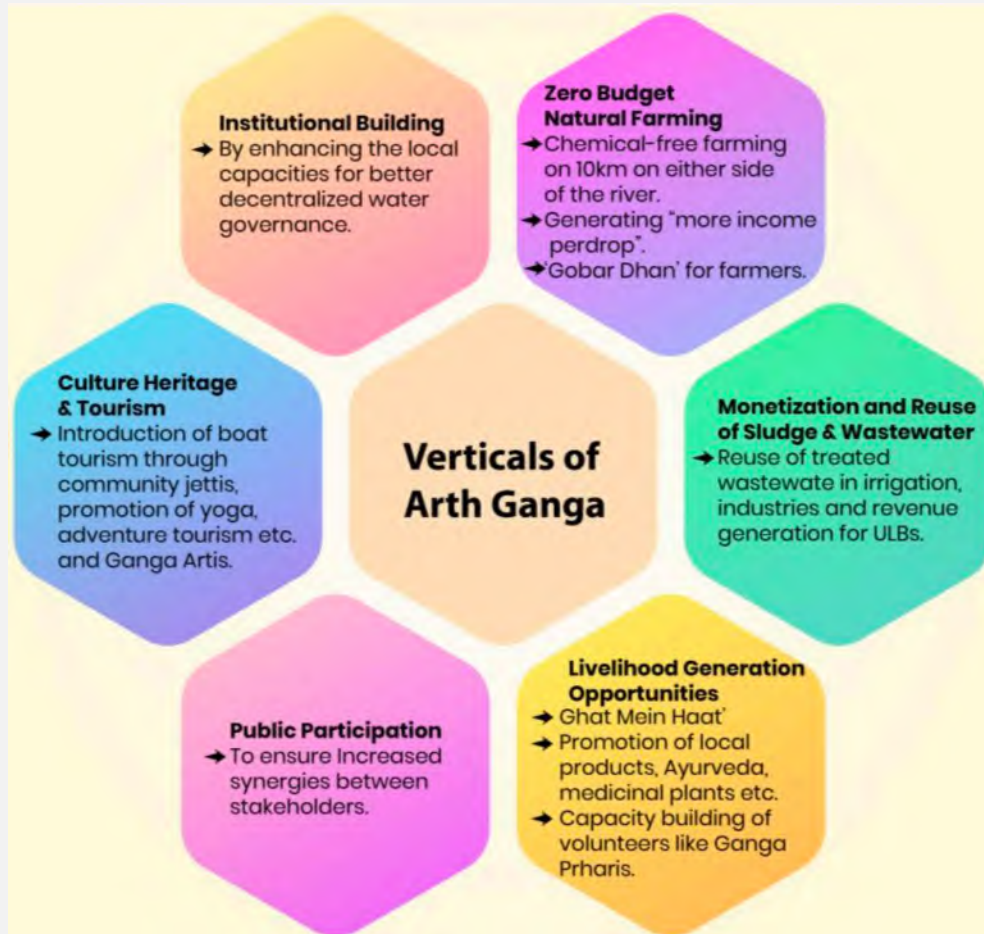 Institutional Building
➔ By enhancing the local
capacities for better
decentralized water
governance.
Zero Budget
Natural Farming
➔ Chemical-free farming
on 10km on either side
of the river.
➔ Generating “more income
perdrop”.
➔ ‘Gobar Dhan’ for farmers.
Culture Heritage
& Tourism
➔ Introduction of boat
tourism through
community jettis,
promotion of yoga,
adventure tourism etc.
and Ganga Artis.
Verticals of
Arth Ganga
Monetization and Reuse
of Sludge & Wastewater
➔ Reuse of treated
wastewate in irrigation,
industries and revenue
generation for ULBs.
Public Participation
➔ To ensure Increased
synergies between
stakeholders.
Livelihood Generation
Opportunities
➔ Ghat Mein Haat’
➔ Promotion of local
products, Ayurveda,
medicinal plants etc.
➔ Capacity building of
volunteers like Ganga
Prharis.